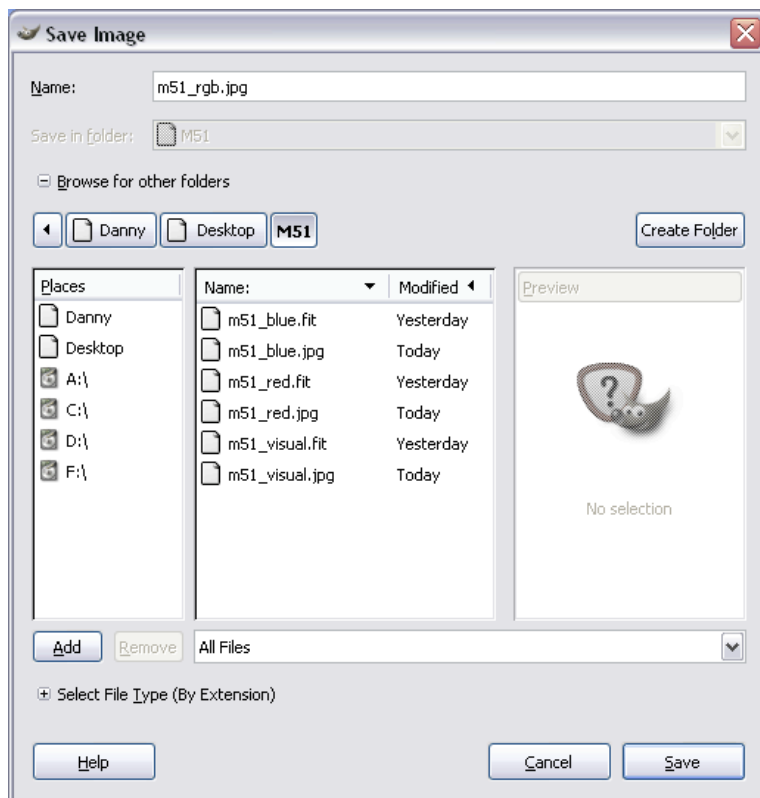 Save Image
Name: m51_rgb.jpg
Save in folder: M51
Browse for other folders
Danny Desktop M51 Create Folder
Places
Danny
Desktop
A:\
C:\
D:\
F:\
Name: Modified
m51_blue.fit Yesterday
m51_blue.jpg Today
m51_red.fit Yesterday
m51_red.jpg Today
m51_visual.fit Yesterday
m51_visual.jpg Today
Preview
?
No selection
Add Remove All Files
Select File Type (By Extension)
Help Cancel Save